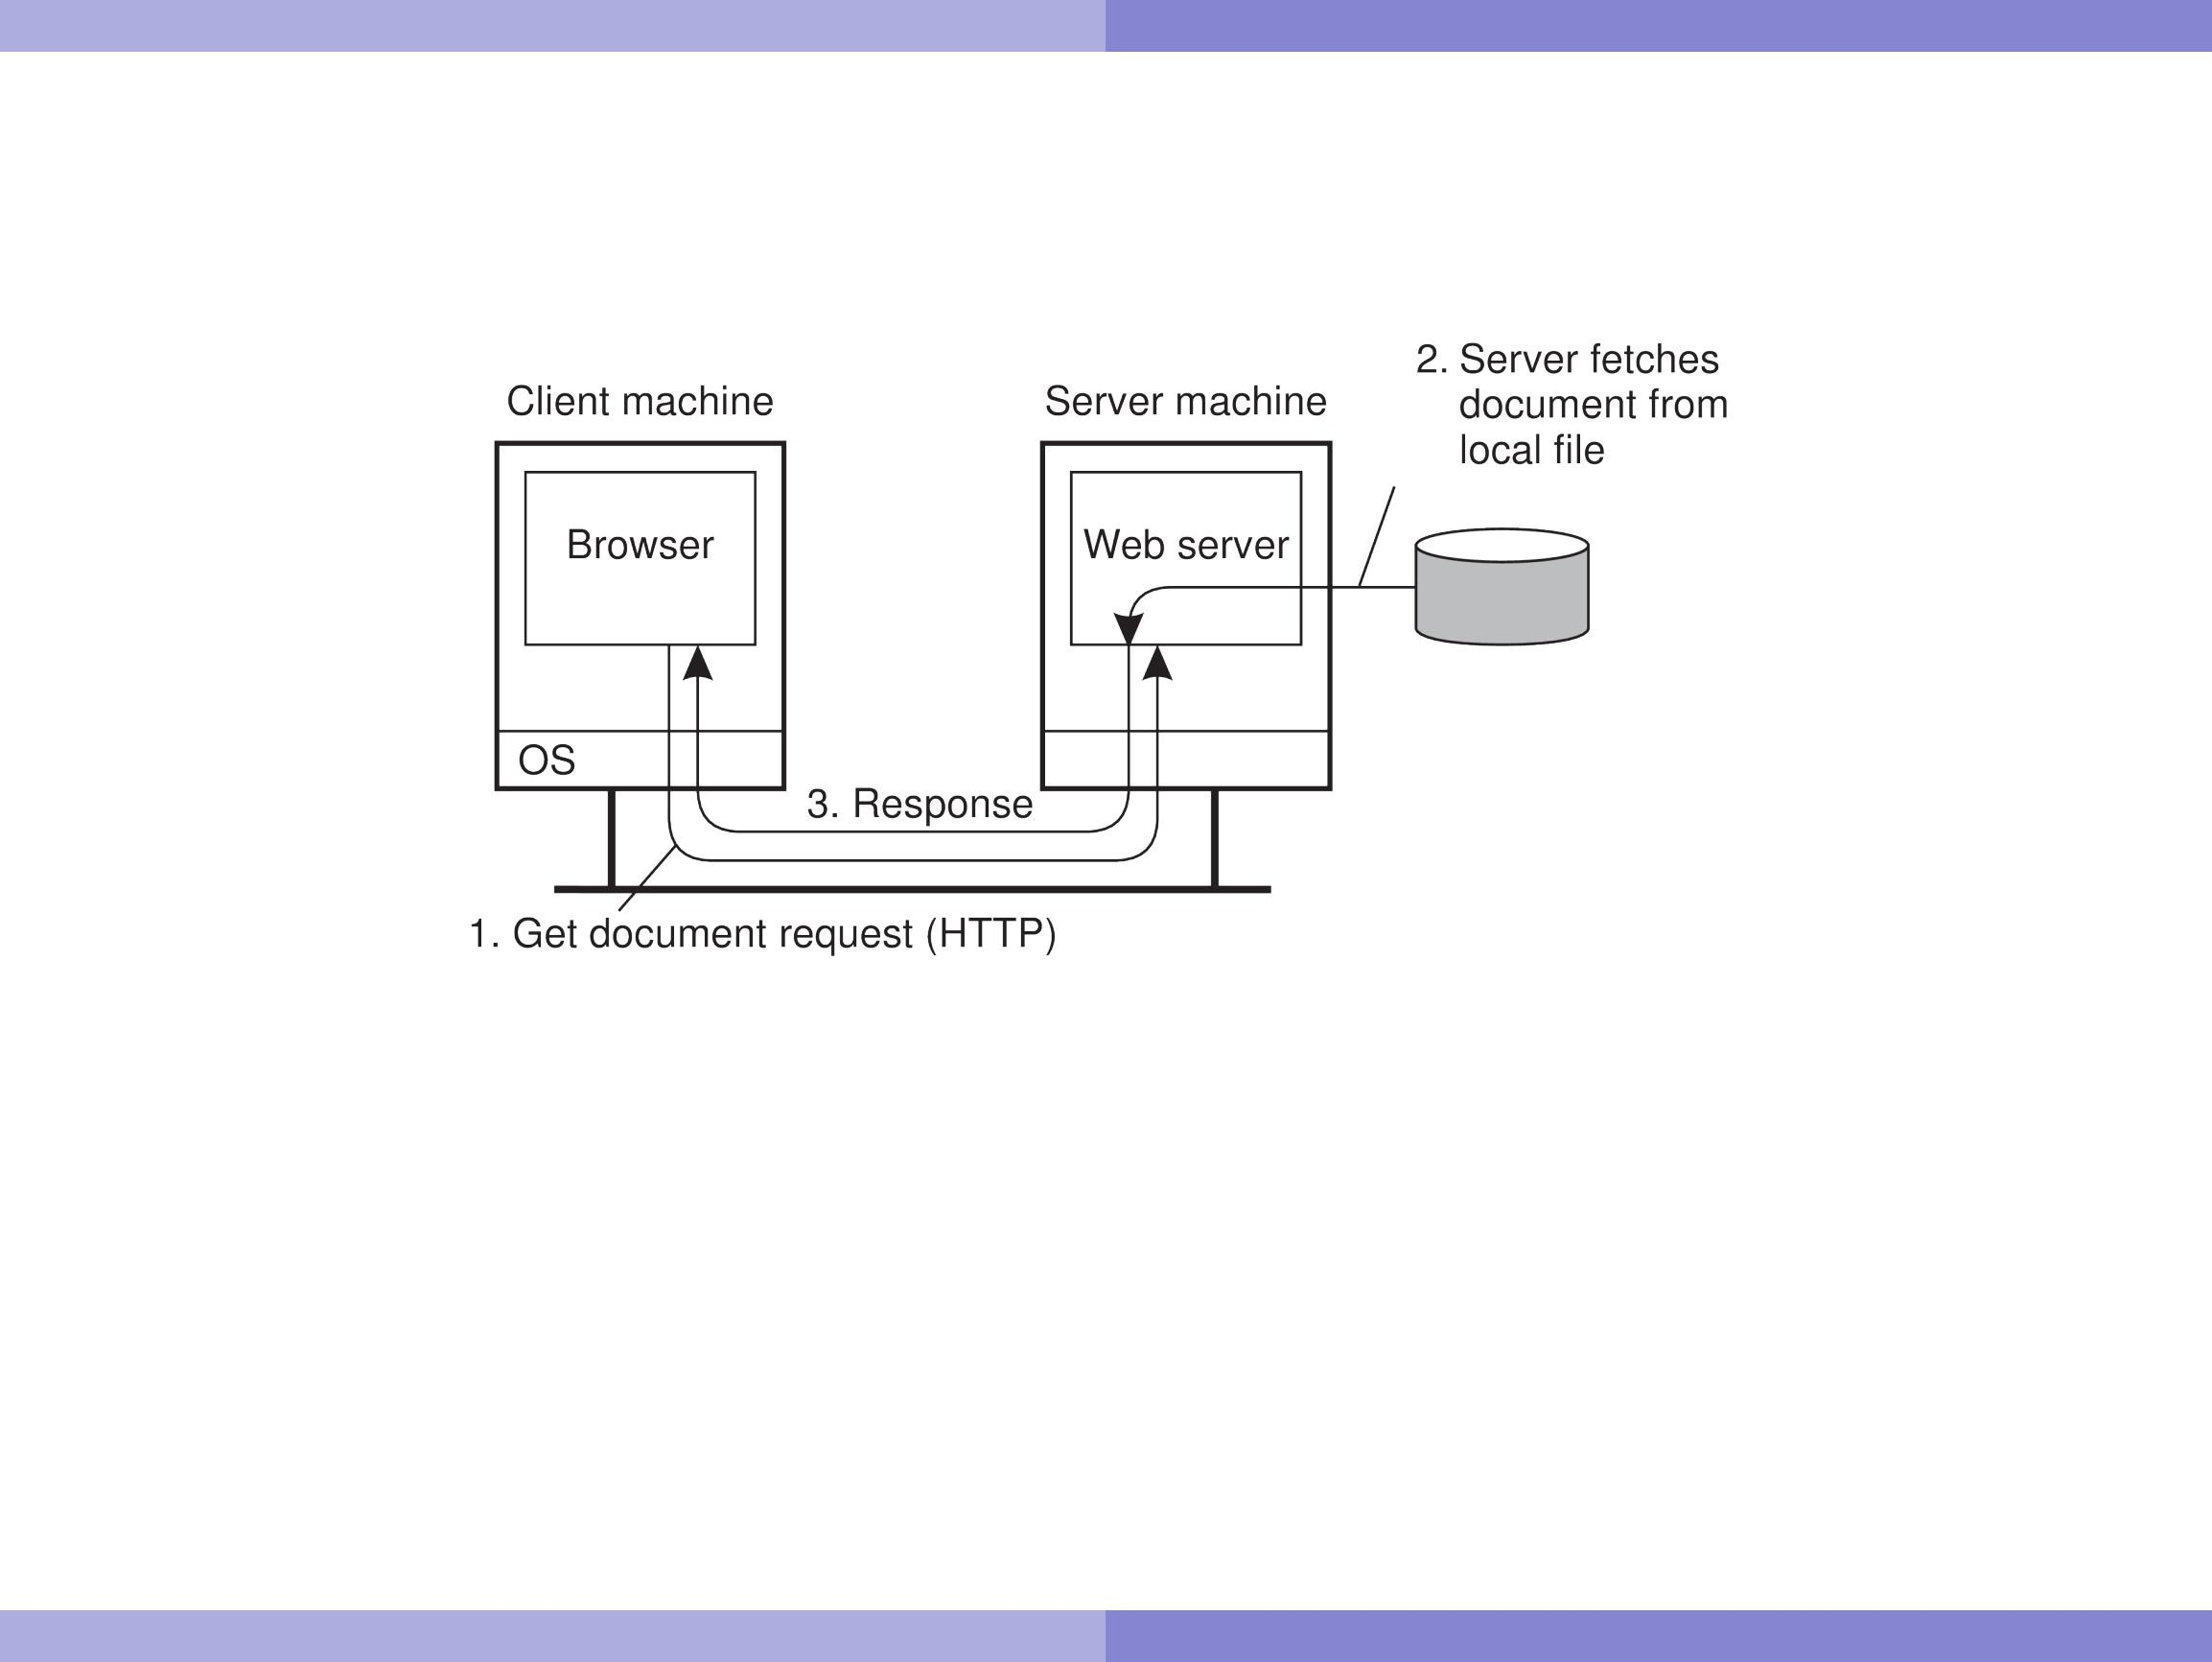 Client machine
Server machine
2. Server fetches
document from
local file
Browser
Web server
OS
3. Response
1. Get document request (HTTP)